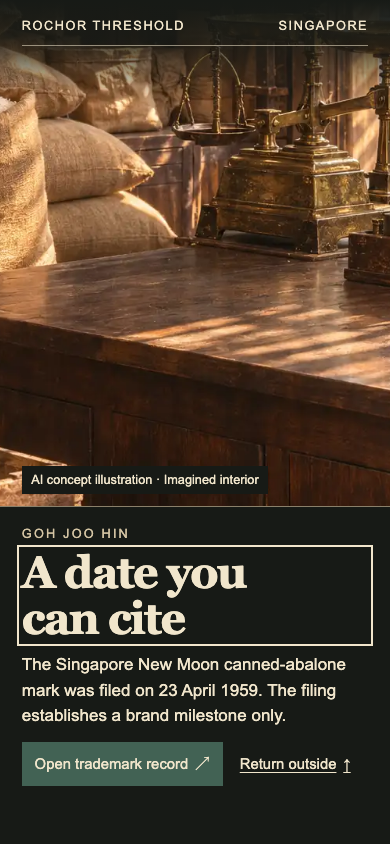 ROCHOR THRESHOLD SINGAPORE
AI concept illustration · Imagined interior
GOH JOO HIN
A date you
can cite
The Singapore New Moon canned-abalone
mark was filed on 23 April 1959. The filing
establishes a brand milestone only.
Open trademark record ↗ Return outside ↥